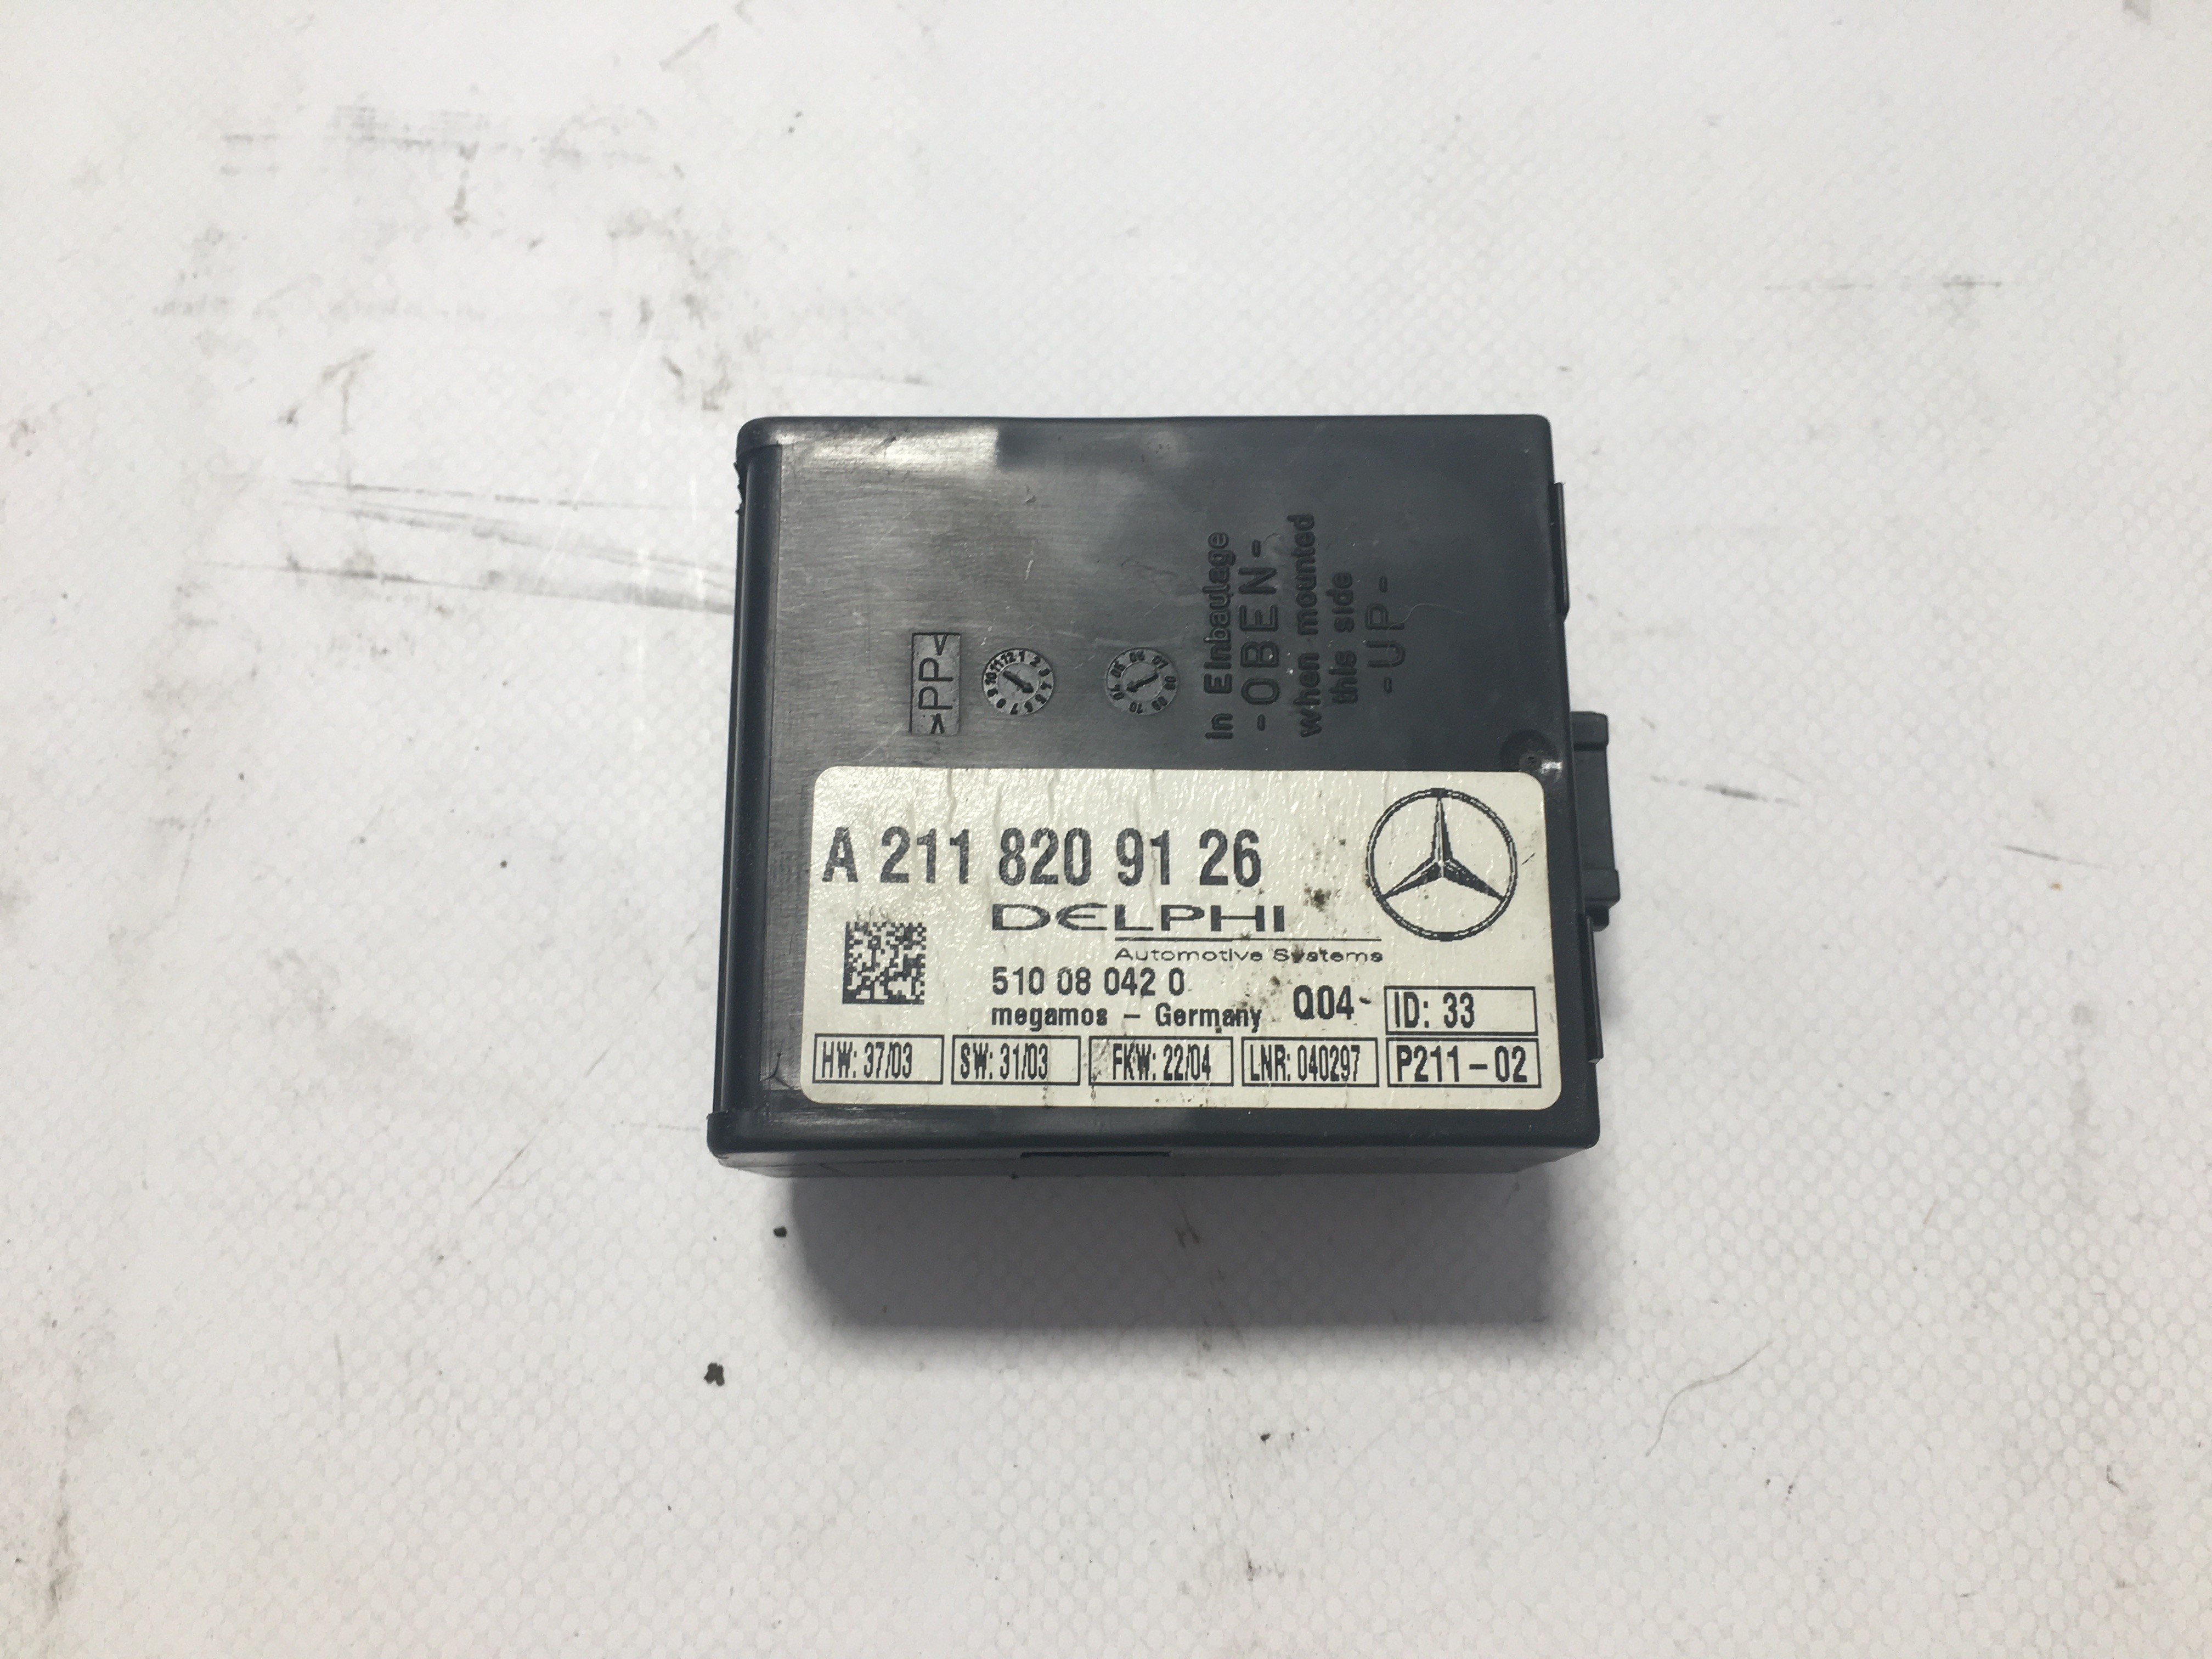 >PP<
in Einbaulage
-OBEN-
when mounted
this side
-UP-
A 211 820 91 26
DELPHI
Automotive Systems
510 08 042 0
megamos - Germany
Q04-
ID: 33
HW: 37/03
SW: 31/03
FKW: 22/04
LNR: 040297
P211-02